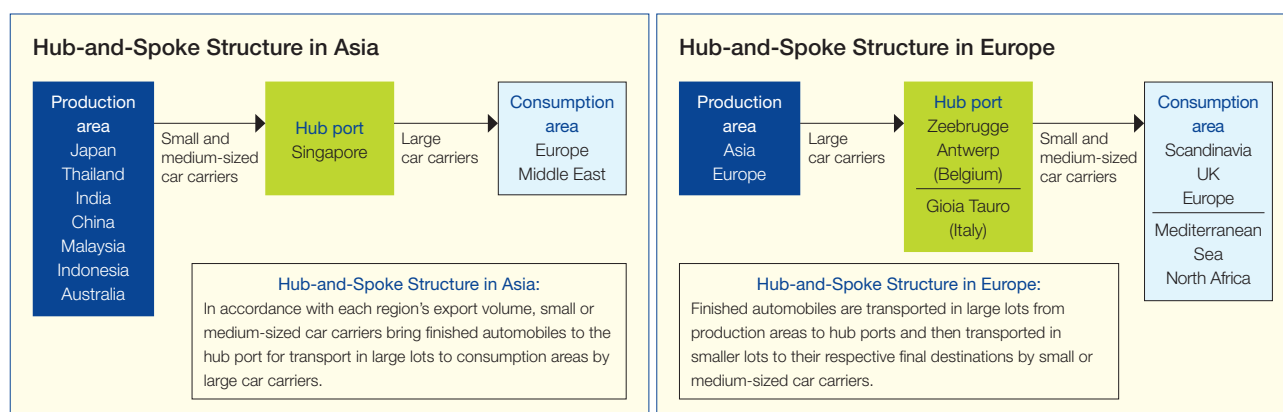 Hub-and-Spoke Structure in Asia
Production
area
Japan
Thailand
India
China
Malaysia
Indonesia
Australia
Small and
medium-sized
car carriers
Hub port
Singapore
Large
car carriers
Consumption
area
Europe
Middle East
Hub-and-Spoke Structure in Asia:
In accordance with each region's export volume, small or
medium-sized car carriers bring finished automobiles to the
hub port for transport in large lots to consumption areas by
large car carriers.
Hub-and-Spoke Structure in Europe
Production
area
Asia
Europe
Large
car carriers
Hub port
Zeebrugge
Antwerp
(Belgium)
Gioia Tauro
(Italy)
Small and
medium-sized
car carriers
Consumption
area
Scandinavia
UK
Europe
Mediterranean
Sea
North Africa
Hub-and-Spoke Structure in Europe:
Finished automobiles are transported in large lots from
production areas to hub ports and then transported in
smaller lots to their respective final destinations by small or
medium-sized car carriers.